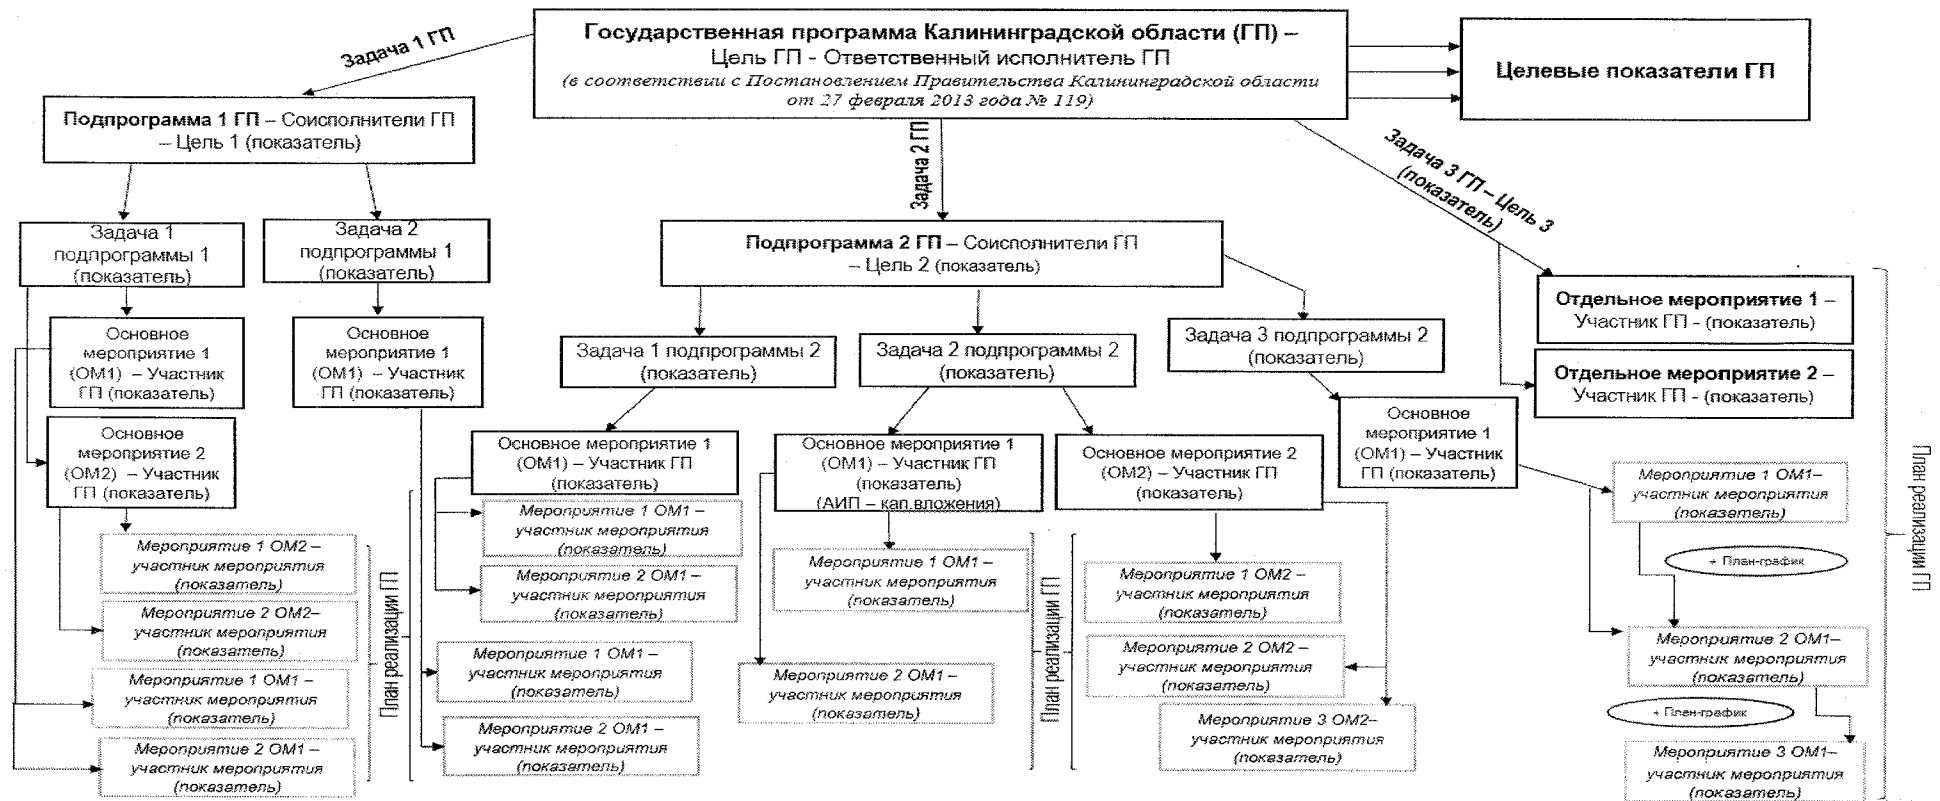 Государственная программа Калининградской области (ГП) –
Цель ГП - Ответственный исполнитель ГП
(в соответствии с Постановлением Правительства Калининградской области
от 27 февраля 2013 года № 119)
Целевые показатели ГП
Задача 1 ГП
Задача 2 ГП
Задача 3 ГП – Цель 3
(показатель)
Подпрограмма 1 ГП – Соисполнители ГП
– Цель 1 (показатель)
Задача 1
подпрограммы 1
(показатель)
Задача 2
подпрограммы 1
(показатель)
Подпрограмма 2 ГП – Соисполнители ГП
– Цель 2 (показатель)
Отдельное мероприятие 1 –
Участник ГП - (показатель)
Отдельное мероприятие 2 –
Участник ГП - (показатель)
Основное
мероприятие 1
(ОМ1) – Участник
ГП (показатель)
Основное
мероприятие 1
(ОМ1) – Участник
ГП (показатель)
Задача 1 подпрограммы 2
(показатель)
Задача 2 подпрограммы 2
(показатель)
Задача 3 подпрограммы 2
(показатель)
Основное
мероприятие 2
(ОМ2) – Участник
ГП (показатель)
Основное мероприятие 1
(ОМ1) – Участник ГП
(показатель)
Основное мероприятие 1
(ОМ1) – Участник ГП
(показатель)
(АИП – кап.вложения)
Основное мероприятие 2
(ОМ2) – Участник ГП
(показатель)
Основное
мероприятие 1
(ОМ1) – Участник
ГП (показатель)
Мероприятие 1 ОМ2 –
участник мероприятия
(показатель)
Мероприятие 2 ОМ2–
участник мероприятия
(показатель)
Мероприятие 1 ОМ1 –
участник мероприятия
(показатель)
Мероприятие 2 ОМ1 –
участник мероприятия
(показатель)
План реализации ГП
Мероприятие 1 ОМ1 –
участник мероприятия
(показатель)
Мероприятие 2 ОМ1 –
участник мероприятия
(показатель)
Мероприятие 1 ОМ1 –
участник мероприятия
(показатель)
Мероприятие 2 ОМ1 –
участник мероприятия
(показатель)
Мероприятие 1 ОМ1 –
участник мероприятия
(показатель)
Мероприятие 2 ОМ1 –
участник мероприятия
(показатель)
План реализации ГП
Мероприятие 1 ОМ2 –
участник мероприятия
(показатель)
Мероприятие 2 ОМ2 –
участник мероприятия
(показатель)
Мероприятие 3 ОМ2–
участник мероприятия
(показатель)
Мероприятие 1 ОМ1–
участник мероприятия
(показатель)
+ План-график
Мероприятие 2 ОМ1–
участник мероприятия
(показатель)
+ План-график
Мероприятие 3 ОМ1–
участник мероприятия
(показатель)
План реализации ГП